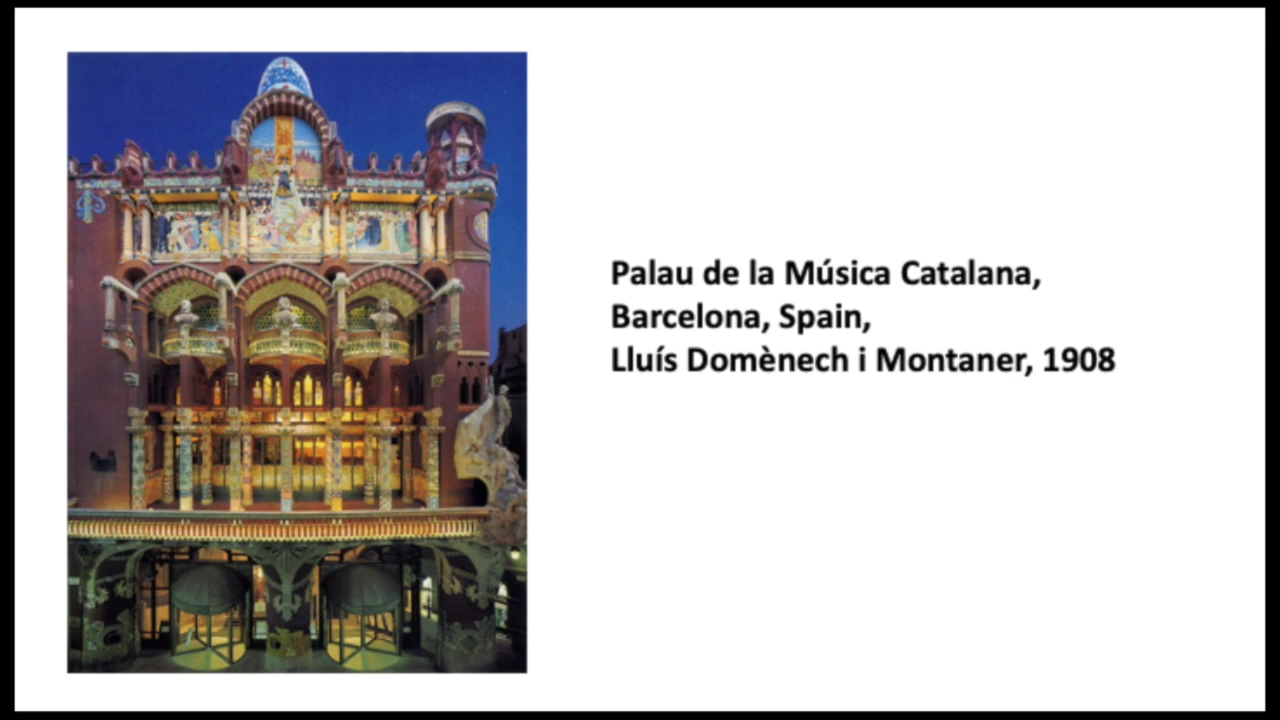 Palau de la Música Catalana,
Barcelona, Spain,
Lluís Domènech i Montaner, 1908